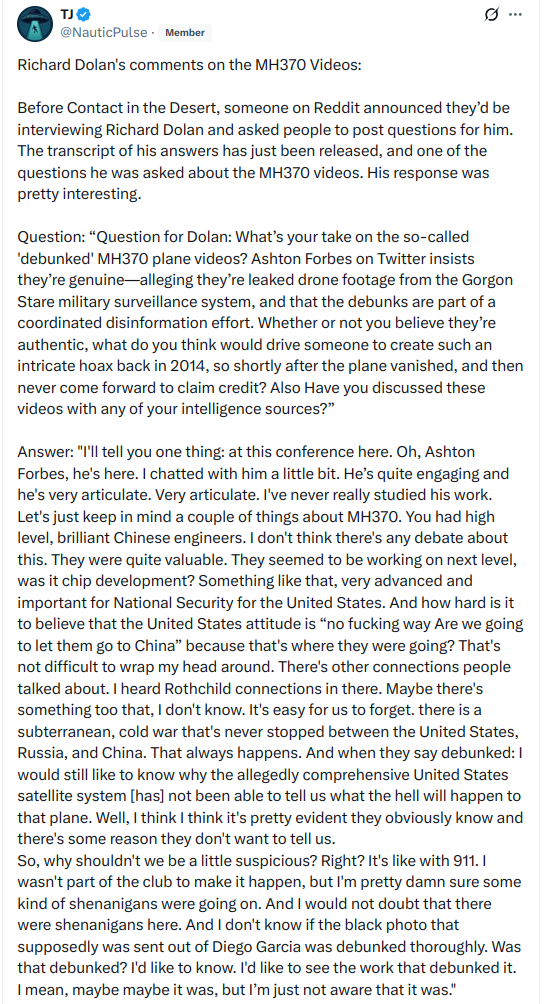 TJ
@NauticPulse · Member
Richard Dolan's comments on the MH370 Videos:
Before Contact in the Desert, someone on Reddit announced they’d be
interviewing Richard Dolan and asked people to post questions for him.
The transcript of his answers has just been released, and one of the
questions he was asked about the MH370 videos. His response was
pretty interesting.
Question: “Question for Dolan: What’s your take on the so-called
'debunked' MH370 plane videos? Ashton Forbes on Twitter insists
they’re genuine—alleging they’re leaked drone footage from the Gorgon
Stare military surveillance system, and that the debunks are part of a
coordinated disinformation effort. Whether or not you believe they’re
authentic, what do you think would drive someone to create such an
intricate hoax back in 2014, so shortly after the plane vanished, and then
never come forward to claim credit? Also Have you discussed these
videos with any of your intelligence sources?”
Answer: "I'll tell you one thing: at this conference here. Oh, Ashton
Forbes, he's here. I chatted with him a little bit. He’s quite engaging and
he's very articulate. Very articulate. I've never really studied his work.
Let's just keep in mind a couple of things about MH370. You had high
level, brilliant Chinese engineers. I don't think there's any debate about
this. They were quite valuable. They seemed to be working on next level,
was it chip development? Something like that, very advanced and
important for National Security for the United States. And how hard is it
to believe that the United States attitude is “no fucking way Are we going
to let them go to China” because that's where they were going? That's
not difficult to wrap my head around. There's other connections people
talked about. I heard Rothchild connections in there. Maybe there's
something too that, I don't know. It's easy for us to forget. there is a
subterranean, cold war that's never stopped between the United States,
Russia, and China. That always happens. And when they say debunked: I
would still like to know why the allegedly comprehensive United States
satellite system [has] not been able to tell us what the hell will happen to
that plane. Well, I think I think it's pretty evident they obviously know and
there's some reason they don't want to tell us.
So, why shouldn't we be a little suspicious? Right? It's like with 911. I
wasn't part of the club to make it happen, but I'm pretty damn sure some
kind of shenanigans were going on. And I would not doubt that there
were shenanigans here. And I don't know if the black photo that
supposedly was sent out of Diego Garcia was debunked thoroughly. Was
that debunked? I'd like to know. I'd like to see the work that debunked it.
I mean, maybe maybe it was, but I’m just not aware that it was."